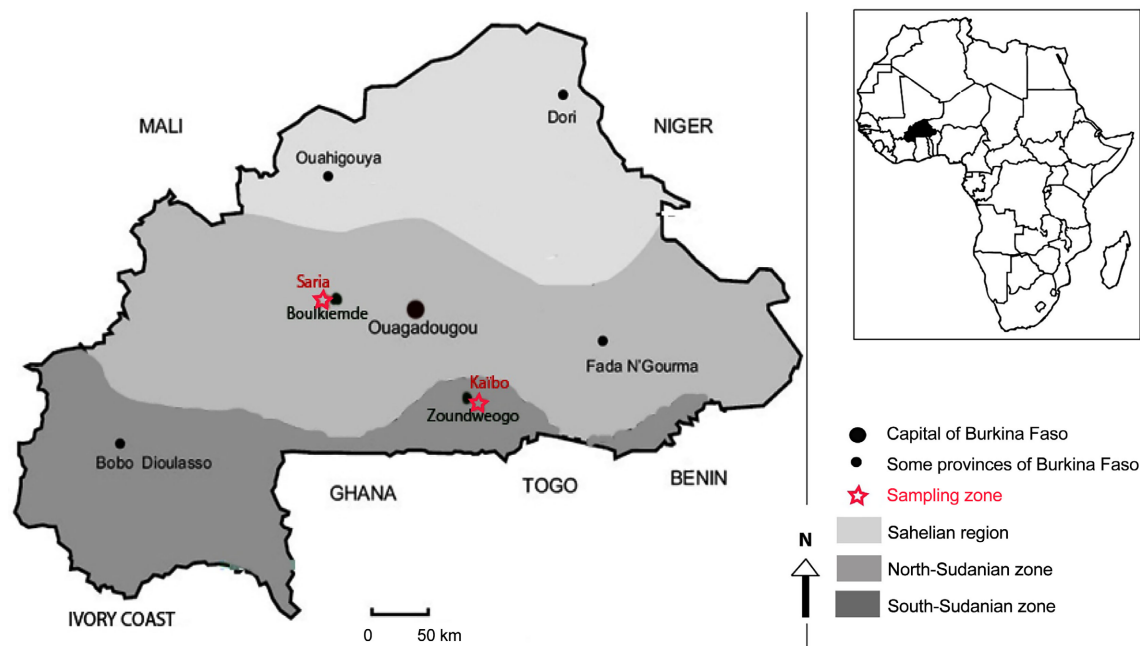 MALI
NIGER
Dori
Ouahigouya
Saria
Boulkiemde
Ouagadougou
Fada N'Gourma
Kaïbo
Zoundweogo
Bobo Dioulasso
GHANA
TOGO
BENIN
IVORY COAST
0 50 km
N
Capital of Burkina Faso
Some provinces of Burkina Faso
Sampling zone
Sahelian region
North-Sudanian zone
South-Sudanian zone